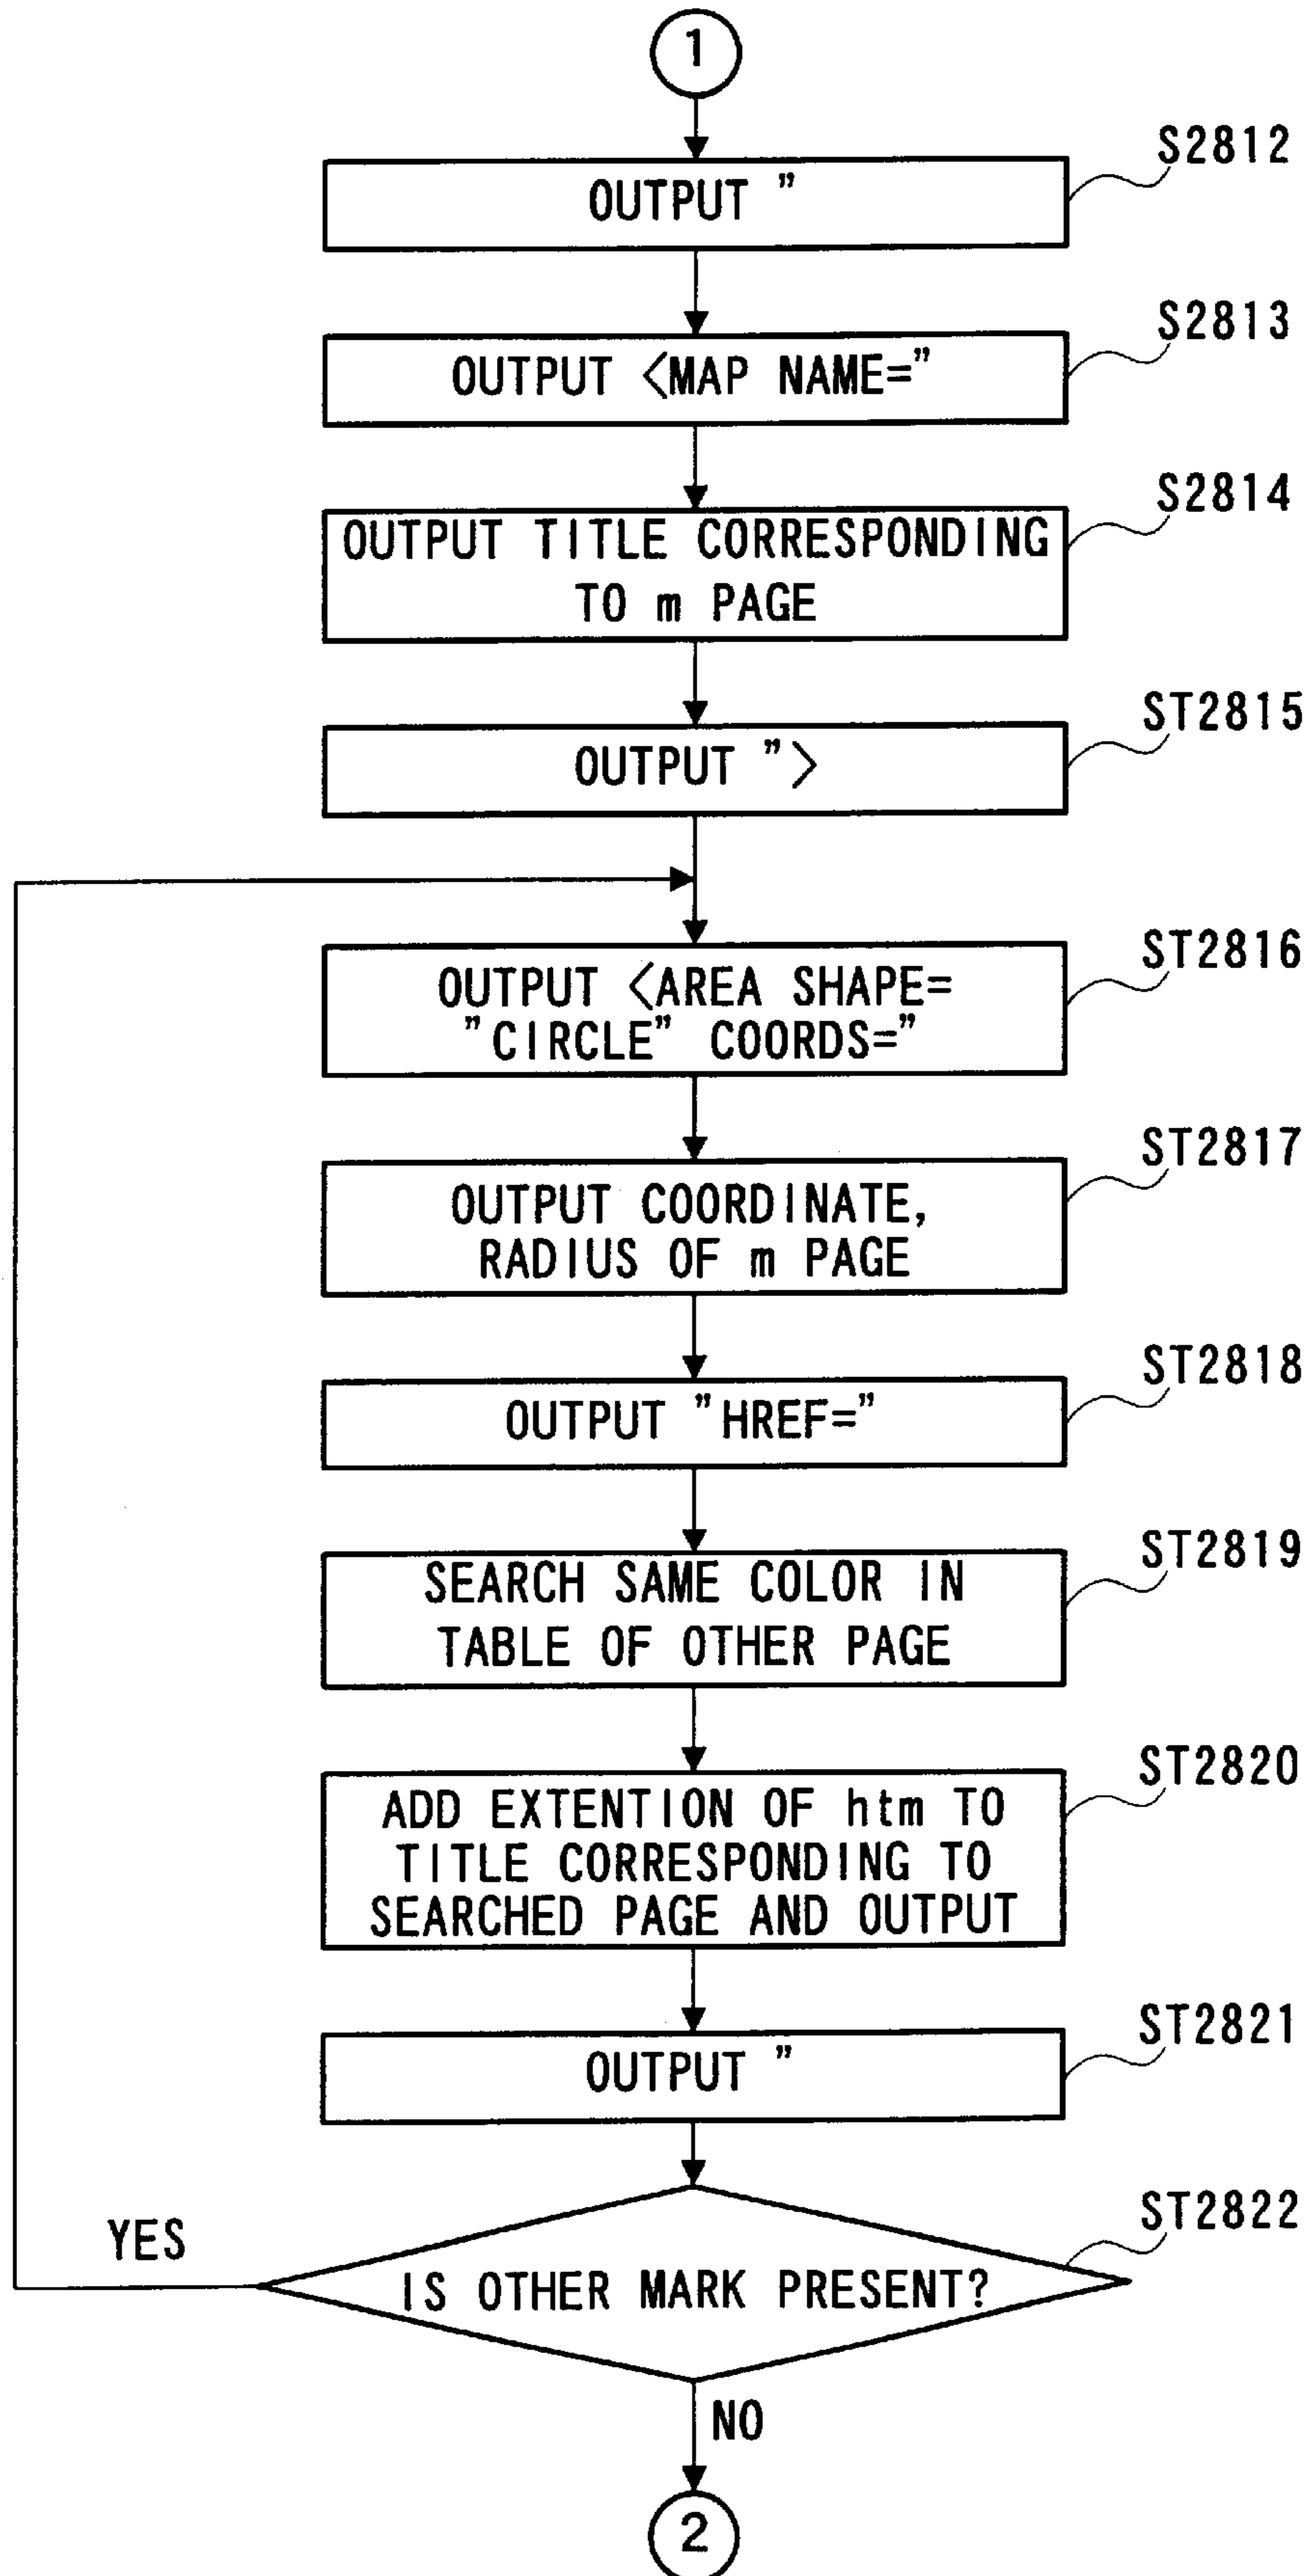 1
S2812
OUTPUT ”
S2813
OUTPUT <MAP NAME=”
S2814
OUTPUT TITLE CORRESPONDING
TO m PAGE
ST2815
OUTPUT ”>
ST2816
OUTPUT <AREA SHAPE=
”CIRCLE” COORDS=”
ST2817
OUTPUT COORDINATE,
RADIUS OF m PAGE
ST2818
OUTPUT ”HREF=”
ST2819
SEARCH SAME COLOR IN
TABLE OF OTHER PAGE
ST2820
ADD EXTENTION OF htm TO
TITLE CORRESPONDING TO
SEARCHED PAGE AND OUTPUT
ST2821
OUTPUT ”
ST2822
YES
IS OTHER MARK PRESENT?
NO
2